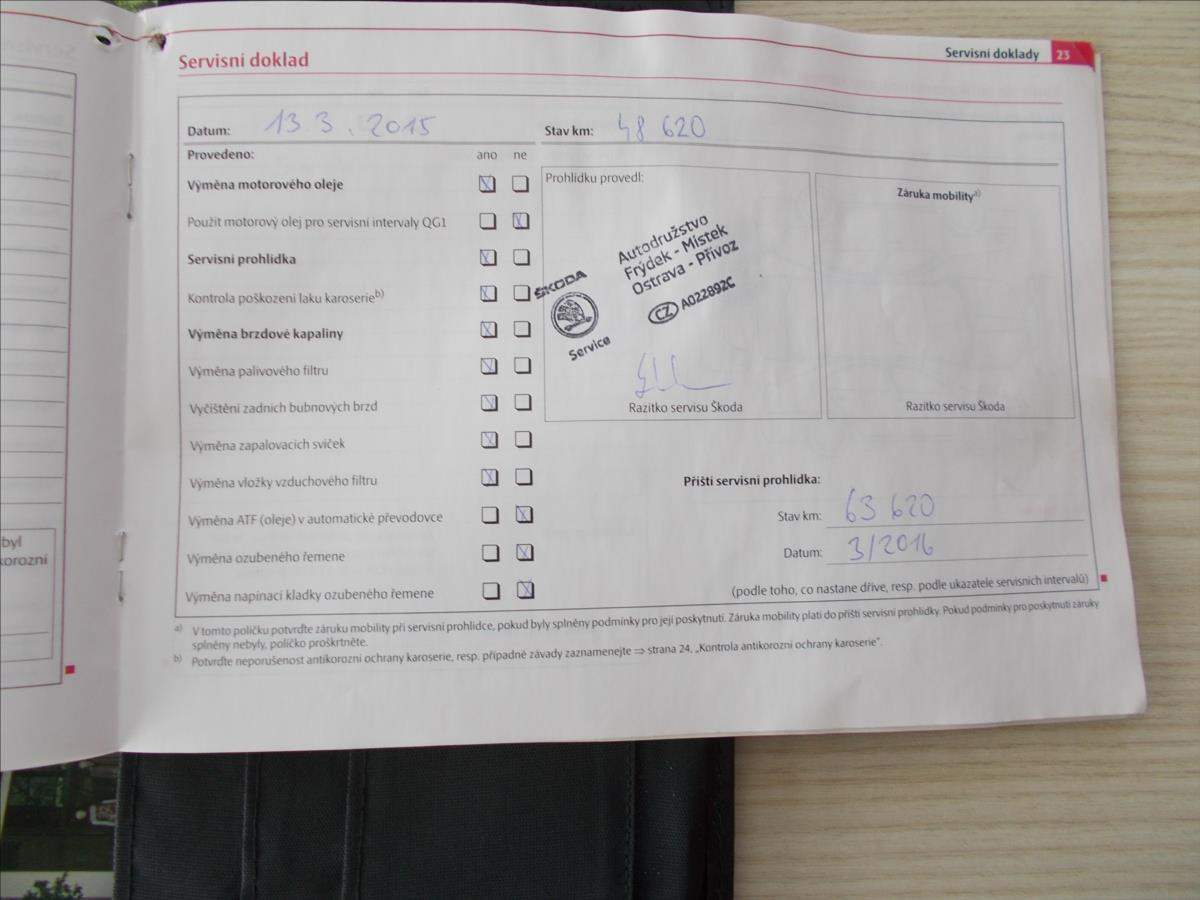 Servisní doklady 23
Servisní doklad
Datum: 13 3. 2015 Stav km: 48 620
Provedeno: ano ne
Výměna motorového oleje
Použit motorový olej pro servisní intervaly QG1
Servisní prohlídka
Kontrola poškození laku karoserie b)
Výměna brzdové kapaliny
Výměna palivového filtru
Vyčištění zadních bubnových brzd
Výměna zapalovacích svíček
Výměna vložky vzduchového filtru
Výměna ATF (oleje) v automatické převodovce
Výměna ozubeného řemene
Výměna napínací kladky ozubeného řemene
Prohlídku provedl:
Autodružstvo
Frýdek - Místek
Ostrava - Přívoz
CZ A022892C
ŠKODA
Service
Razítko servisu Škoda
Záruka mobility a)
Razítko servisu Škoda
Příští servisní prohlídka:
Stav km: 63 620
Datum: 3/2016
(podle toho, co nastane dříve, resp. podle ukazatele servisních intervalů)
a) V tomto políčku potvrďte záruku mobility při servisní prohlídce, pokud byly splněny podmínky pro její poskytnutí. Záruka mobility platí do příští servisní prohlídky. Pokud podmínky pro poskytnutí záruky
splněny nebyly, políčko proškrtněte.
b) Potvrďte neporušenost antikorozní ochrany karoserie, resp. případné závady zaznamenejte ⇒ strana 24, „Kontrola antikorozní ochrany karoserie“.
byl
korozní